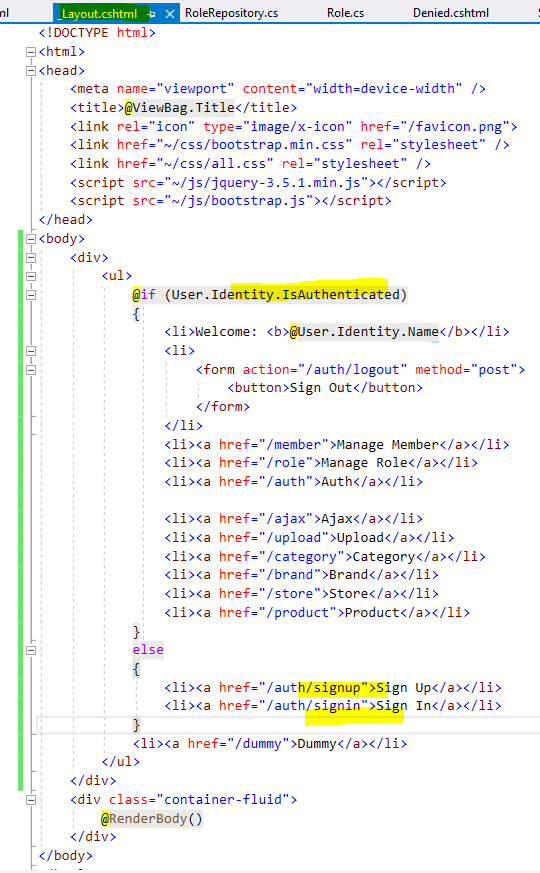 _Layout.cshtml RoleRepository.cs Role.cs Denied.cshtml
<!DOCTYPE html>
<html>
<head>
<meta name="viewport" content="width=device-width" />
<title>@ViewBag.Title</title>
<link rel="icon" type="image/x-icon" href="/favicon.png">
<link href="~/css/bootstrap.min.css" rel="stylesheet" />
<link href="~/css/all.css" rel="stylesheet" />
<script src="~/js/jquery-3.5.1.min.js"></script>
<script src="~/js/bootstrap.js"></script>
</head>
<body>
<div>
<ul>
@if (User.Identity.IsAuthenticated)
{
<li>Welcome: <b>@User.Identity.Name</b></li>
<li>
<form action="/auth/logout" method="post">
<button>Sign Out</button>
</form>
</li>
<li><a href="/member">Manage Member</a></li>
<li><a href="/role">Manage Role</a></li>
<li><a href="/auth">Auth</a></li>
<li><a href="/ajax">Ajax</a></li>
<li><a href="/upload">Upload</a></li>
<li><a href="/category">Category</a></li>
<li><a href="/brand">Brand</a></li>
<li><a href="/store">Store</a></li>
<li><a href="/product">Product</a></li>
}
else
{
<li><a href="/auth/signup">Sign Up</a></li>
<li><a href="/auth/signin">Sign In</a></li>
}
<li><a href="/dummy">Dummy</a></li>
</ul>
</div>
<div class="container-fluid">
@RenderBody()
</div>
</body>